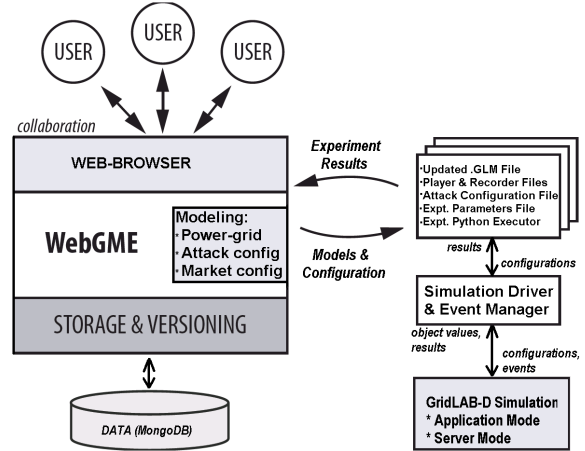 USER
USER
USER
collaboration
WEB-BROWSER
WebGME
Modeling:
* Power-grid
* Attack config
* Market config
STORAGE & VERSIONING
DATA (MongoDB)
Experiment
Results
Models &
Configuration
·Updated .GLM File
·Player & Recorder Files
·Attack Configuration File
·Expt. Parameters File
·Expt. Python Executor
results
configurations
Simulation Driver
& Event Manager
object values,
results
configurations,
events
GridLAB-D Simulation
* Application Mode
* Server Mode